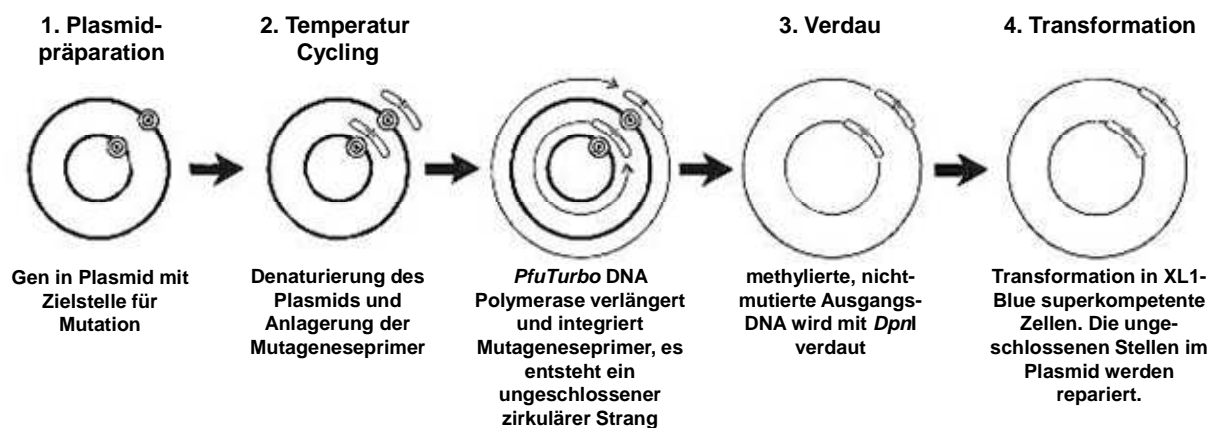 1. Plasmid-
präparation
2. Temperatur
Cycling
3. Verdau
4. Transformation
Gen in Plasmid mit
Zielstelle für
Mutation
Denaturierung des
Plasmids und
Anlagerung der
Mutageneseprimer
PfuTurbo DNA
Polymerase verlängert
und integriert
Mutageneseprimer, es
entsteht ein
ungeschlossener
zirkulärer Strang
methylierte, nicht-
mutierte Ausgangs-
DNA wird mit DpnI
verdaut
Transformation in XL1-
Blue superkompetente
Zellen. Die unge-
schlossenen Stellen im
Plasmid werden
repariert.